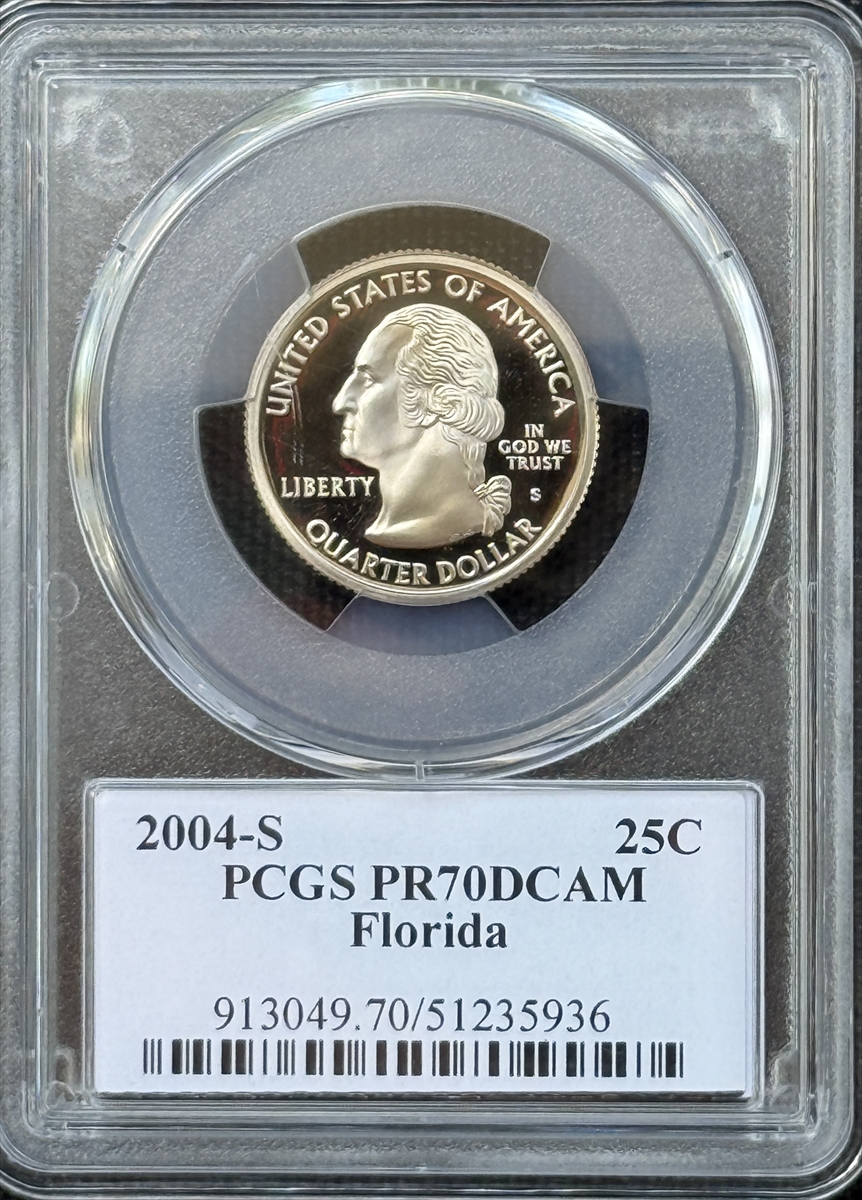 UNITED STATES OF AMERICA
IN
GOD WE
TRUST
LIBERTY
S
QUARTER DOLLAR
2004-S 25C
PCGS PR70DCAM
Florida
913049.70/51235936